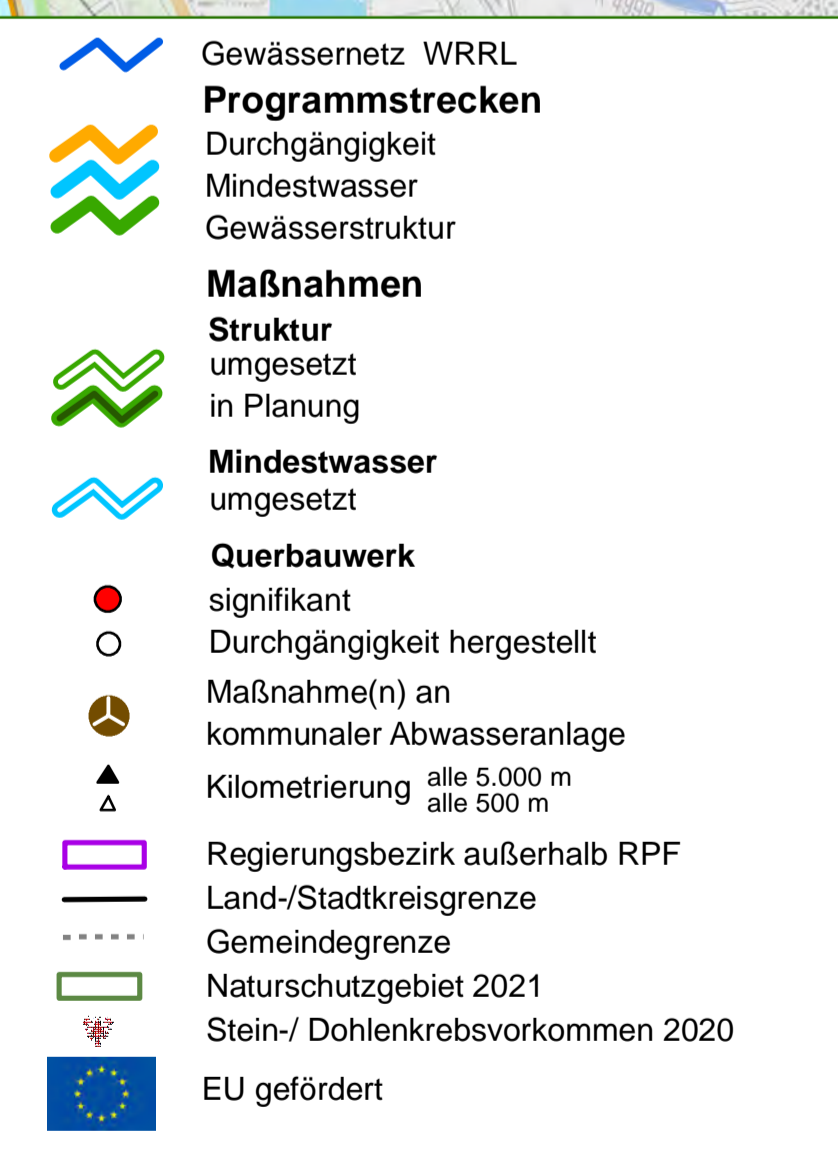 4999
Gewässernetz WRRL
Programmstrecken
Durchgängigkeit
Mindestwasser
Gewässerstruktur
Maßnahmen
Struktur
umgesetzt
in Planung
Mindestwasser
umgesetzt
Querbauwerk
signifikant
Durchgängigkeit hergestellt
Maßnahme(n) an
kommunaler Abwasseranlage
Kilometrierung alle 5.000 m
alle 500 m
Regierungsbezirk außerhalb RPF
Land-/Stadtkreisgrenze
Gemeindegrenze
Naturschutzgebiet 2021
Stein-/ Dohlenkrebsvorkommen 2020
EU gefördert